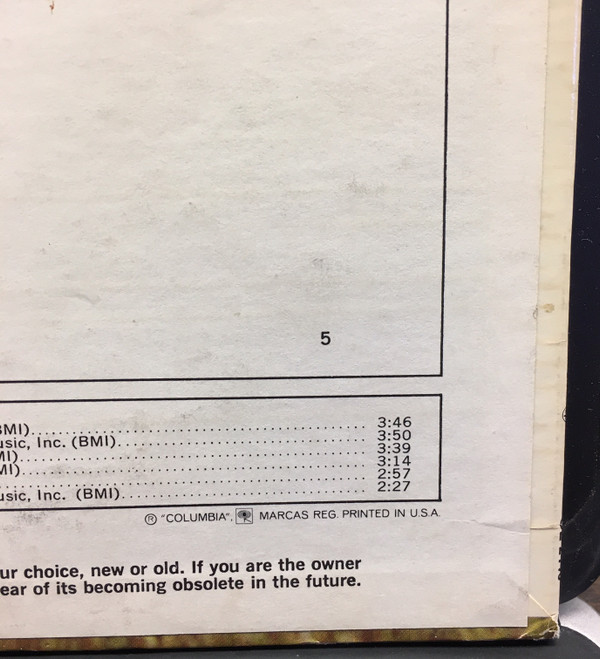 5
BMI)........................................ 3:46
usic, Inc. (BMI)........................................ 3:50
MI)........................................ 3:39
MI)........................................ 3:14
........................................ 2:57
usic, Inc. (BMI)........................................ 2:27
® "COLUMBIA", MARCAS REG. PRINTED IN U.S.A.
ur choice, new or old. If you are the owner
ear of its becoming obsolete in the future.